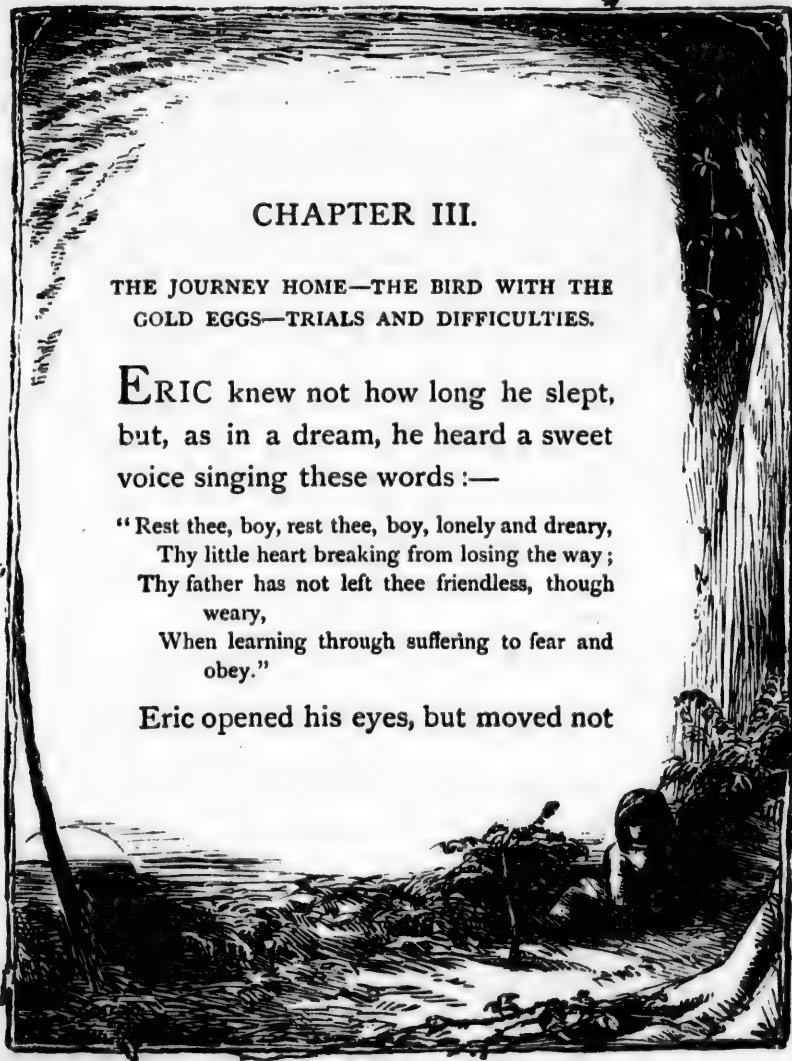 CHAPTER III.
THE JOURNEY HOME—THE BIRD WITH THE
GOLD EGGS—TRIALS AND DIFFICULTIES.
ERIC knew not how long he slept,
but, as in a dream, he heard a sweet
voice singing these words :—
“Rest thee, boy, rest thee, boy, lonely and dreary,
Thy little heart breaking from losing the way ;
Thy father has not left thee friendless, though
weary,
When learning through suffering to fear and
obey.”
Eric opened his eyes, but moved not